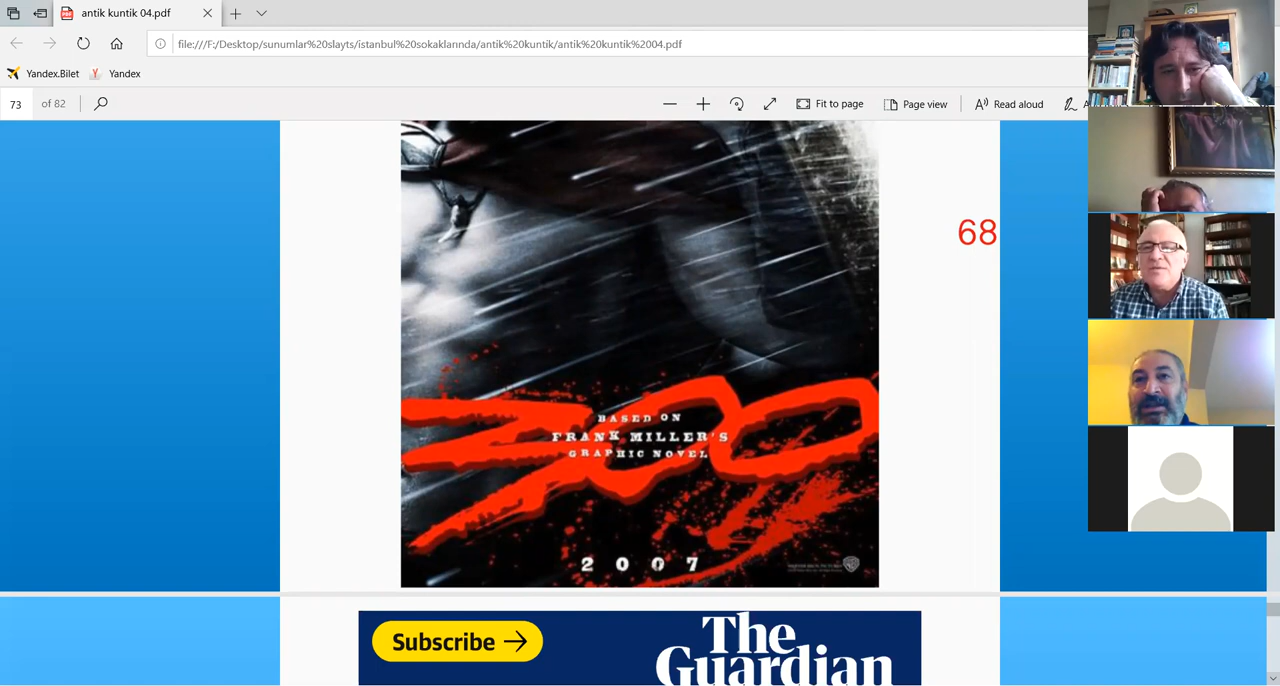 antik kuntik 04.pdf
file:///F:/Desktop/sunumlar%20slayts/istanbul%20sokaklarında/antik%20kuntik/antik%20kuntik%2004.pdf
Yandex.Bilet
Yandex
73 of 82
Fit to page
Page view
Read aloud
68
BASED ON
FRANK MILLER'S
GRAPHIC NOVEL
300
2007
Subscribe →
The
Guardian